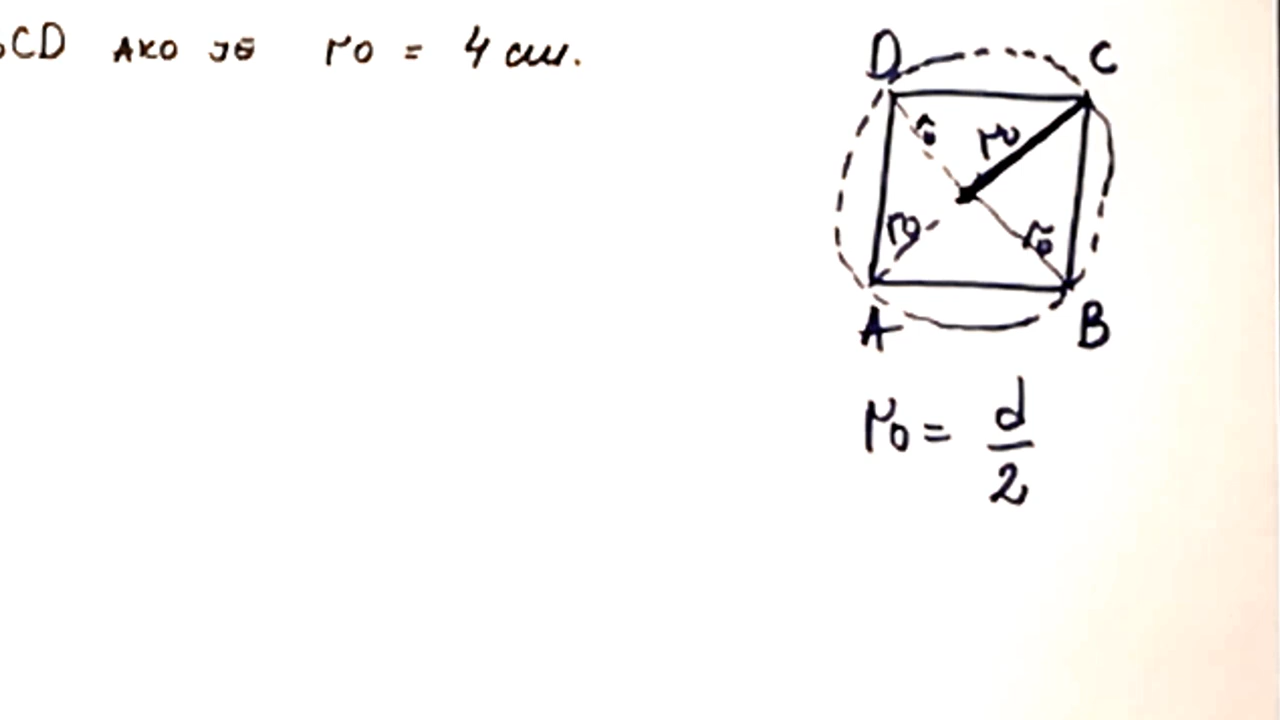 CD АКО ЈЕ r0 = 4 cm.
D C
r0 r0
r0 r0
A B
r0 = d/2